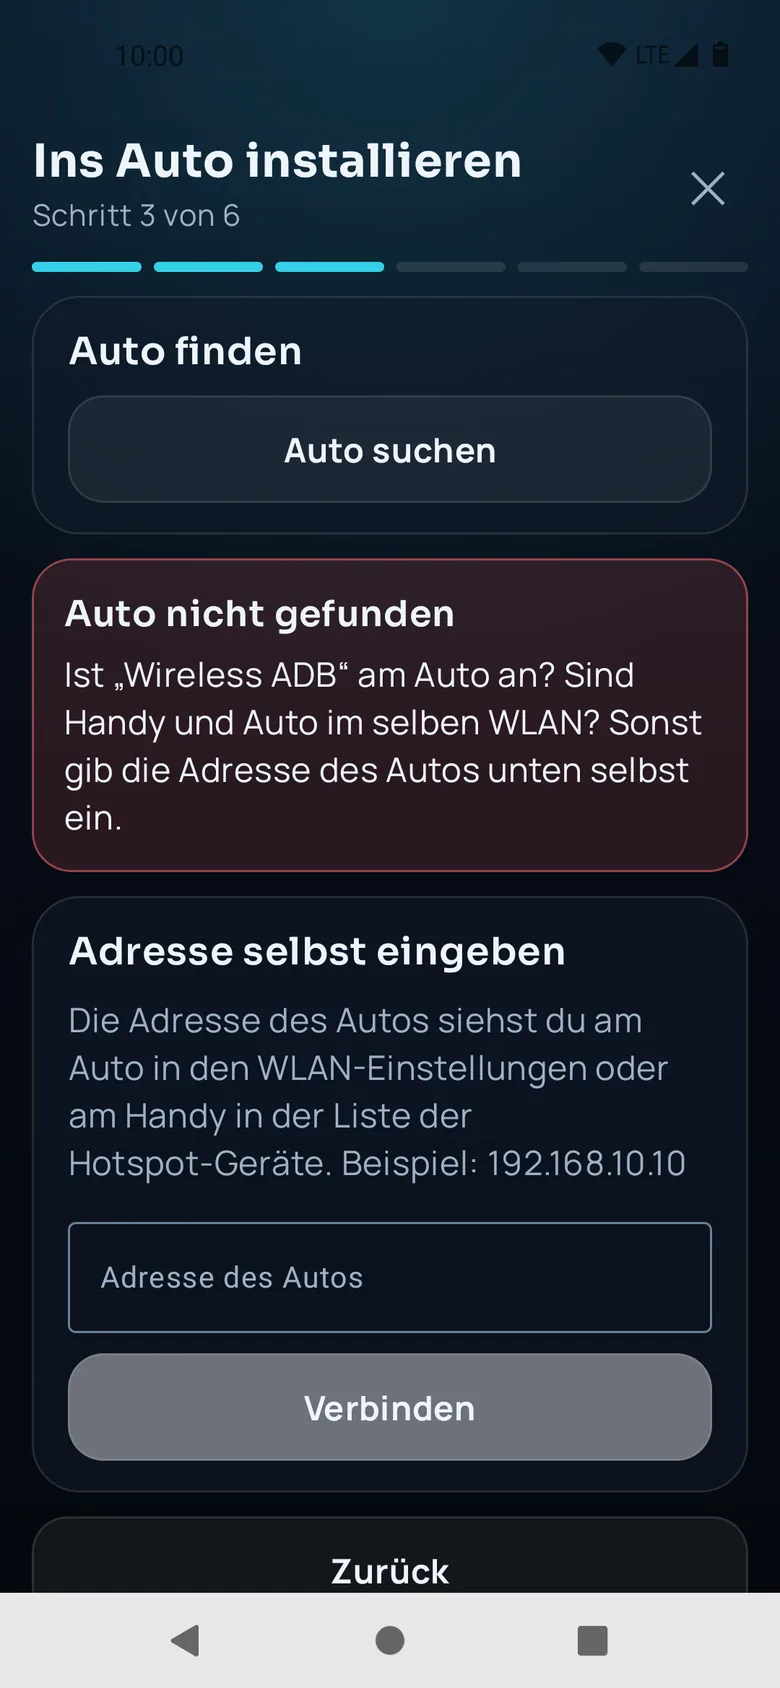 10:00
LTE
Ins Auto installieren
Schritt 3 von 6
Auto finden
Auto suchen
Auto nicht gefunden
Ist „Wireless ADB“ am Auto an? Sind
Handy und Auto im selben WLAN? Sonst
gib die Adresse des Autos unten selbst
ein.
Adresse selbst eingeben
Die Adresse des Autos siehst du am
Auto in den WLAN-Einstellungen oder
am Handy in der Liste der
Hotspot-Geräte. Beispiel: 192.168.10.10
Adresse des Autos
Verbinden
Zurück